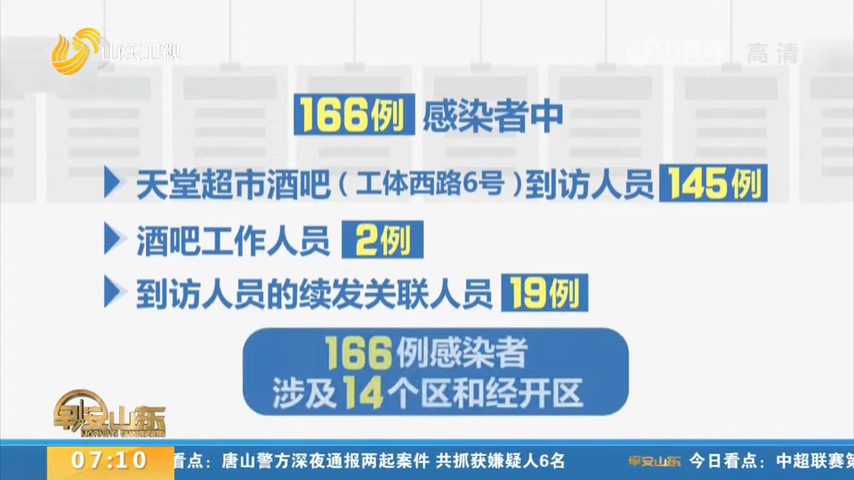 山东卫视
高清
166例 感染者中
天堂超市酒吧（工体西路6号）到访人员 145例
酒吧工作人员 2例
到访人员的续发关联人员 19例
166例感染者
涉及14个区和经开区
早安山东
07:10 看点：唐山警方深夜通报两起案件 共抓获嫌疑人6名 早安山东 今日看点：中超联赛第